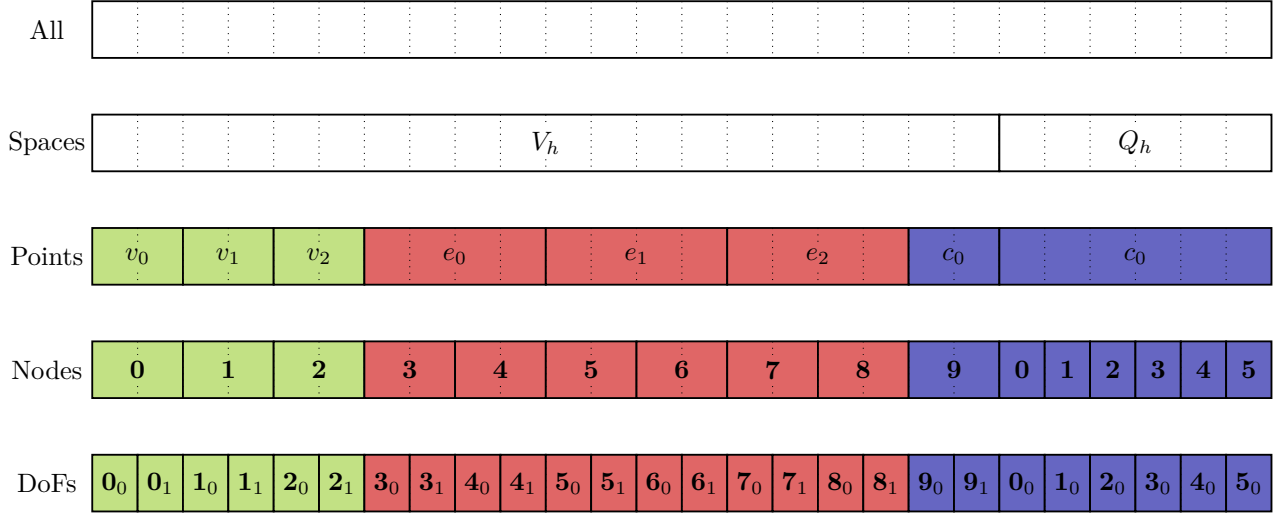 All
Spaces V_h Q_h
Points v_0 v_1 v_2 e_0 e_1 e_2 c_0 c_0
Nodes 0 1 2 3 4 5 6 7 8 9 0 1 2 3 4 5
DoFs 0_0 0_1 1_0 1_1 2_0 2_1 3_0 3_1 4_0 4_1 5_0 5_1 6_0 6_1 7_0 7_1 8_0 8_1 9_0 9_1 0_0 1_0 2_0 3_0 4_0 5_0